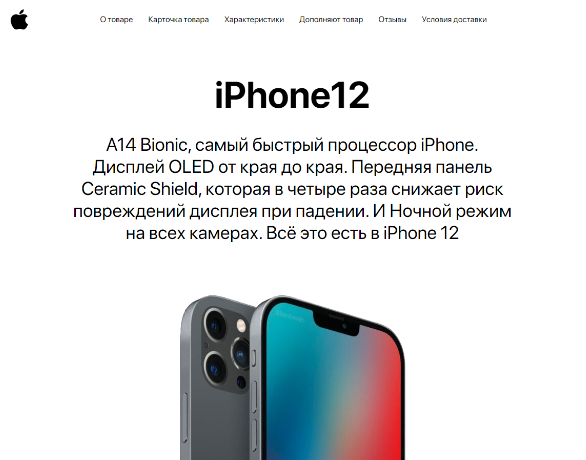 О товаре Карточка товара Характеристики Дополняют товар Отзывы Условия доставки
iPhone12
A14 Bionic, самый быстрый процессор iPhone.
Дисплей OLED от края до края. Передняя панель
Ceramic Shield, которая в четыре раза снижает риск
повреждений дисплея при падении. И Ночной режим
на всех камерах. Всё это есть в iPhone 12